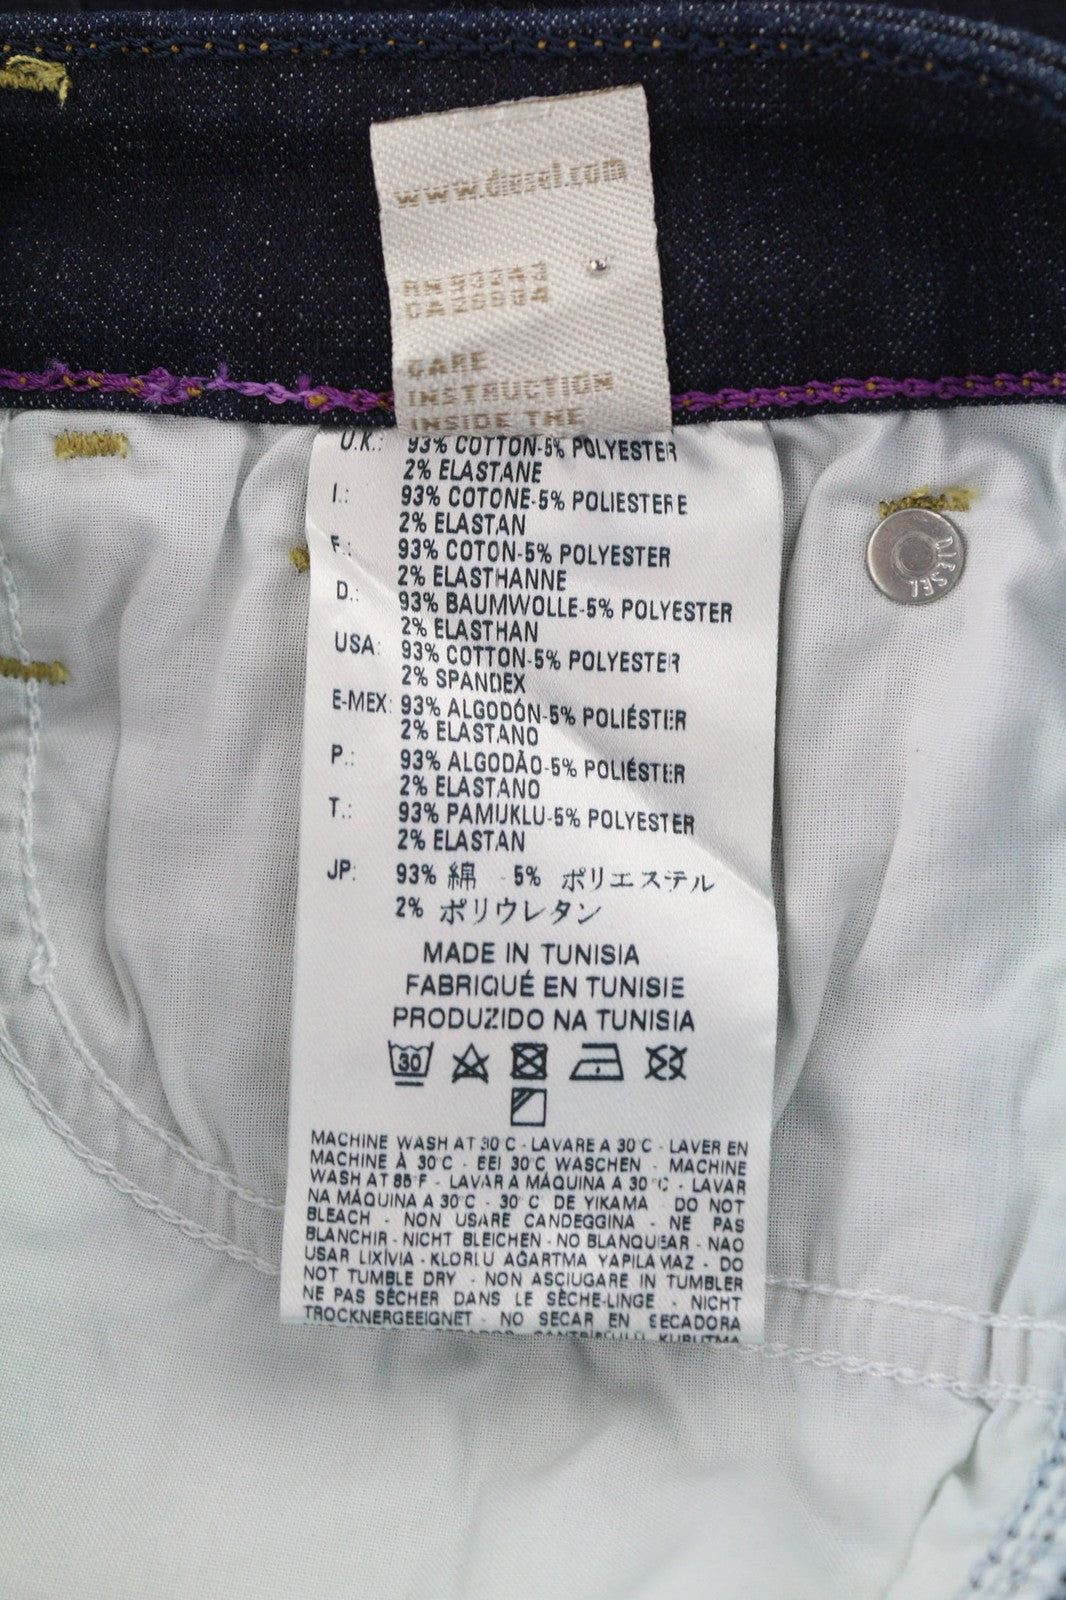 www.diesel.com
RN 93243
CA 00094
CARE
INSTRUCTION
INSIDE THE
U.K.: 93% COTTON-5% POLYESTER
2% ELASTANE
I.: 93% COTONE-5% POLIESTERE
2% ELASTAN
F.: 93% COTON-5% POLYESTER
2% ELASTHANNE
D.: 93% BAUMWOLLE-5% POLYESTER
2% ELASTHAN
USA: 93% COTTON-5% POLYESTER
2% SPANDEX
E-MEX: 93% ALGODÓN-5% POLIÉSTER
2% ELASTANO
P.: 93% ALGODÃO-5% POLIÉSTER
2% ELASTANO
T.: 93% PAMUKLU-5% POLYESTER
2% ELASTAN
JP: 93% 綿 -5% ポリエステル
2% ポリウレタン
MADE IN TUNISIA
FABRIQUÉ EN TUNISIE
PRODUZIDO NA TUNISIA
30
MACHINE WASH AT 30°C - LAVARE A 30°C - LAVER EN
MACHINE À 30°C - BEI 30°C WASCHEN - MACHINE
WASH AT 85°F - LAVAR A MÁQUINA A 30 °C - LAVAR
NA MÁQUINA A 30°C - 30°C DE YIKAMA DO NOT
BLEACH - NON USARE CANDEGGINA - NE PAS
BLANCHIR - NICHT BLEICHEN - NO BLANQUEAR - NAO
USAR LIXÍVIA - KLORLU AĞARTMA YAPILAMAZ - DO
NOT TUMBLE DRY - NON ASCIUGARE IN TUMBLER
NE PAS SÉCHER DANS LE SÈCHE-LINGE - NICHT
TROCKNERGEEIGNET - NO SECAR EN SECADORA
KURUTMA
DIESEL